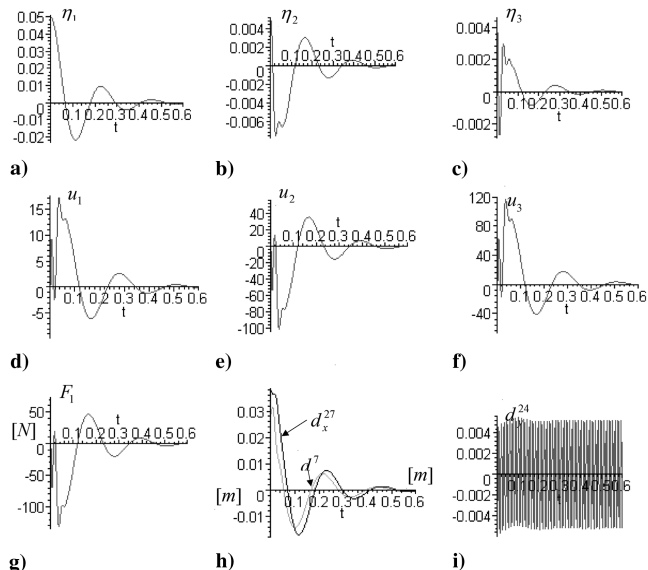 η1 η2 η3
0.05 0.04 0.03 0.02 0.01 0 -0.01 -0.02
0.1 0.2 0.3 0.4 0.5 0.6
t
0.004 0.002 0 -0.002 -0.004 -0.006
t
0.1 0.2 0.3 0.4 0.5 0.6
0.004 0.002 0 -0.002
0.1 0.2 0.3 0.4 0.5 0.6
t
a) b) c)
u1 u2 u3
15 10 5 0 -5
0.1 0.2 0.3 0.4 0.5 0.6
t
40 20 0 -20 -40 -60 -80 -100
t
0.1 0.2 0.3 0.4 0.5 0.6
120 80 40 0 -40
0.1 0.2 0.3 0.4 0.5 0.6
t
d) e) f)
F1
[N]
50 0 -50 -100
t
0.1 0.2 0.3 0.4 0.5 0.6
0.03 0.02 0.01 0 -0.01
dx27
d7
[m] [m]
0.1 0.2 0.3 0.4 0.5 0.6
t
d24
0.004 0.002 0 -0.002 -0.004
0.1 0.2 0.3 0.4 0.5 0.6
t
g) h) i)